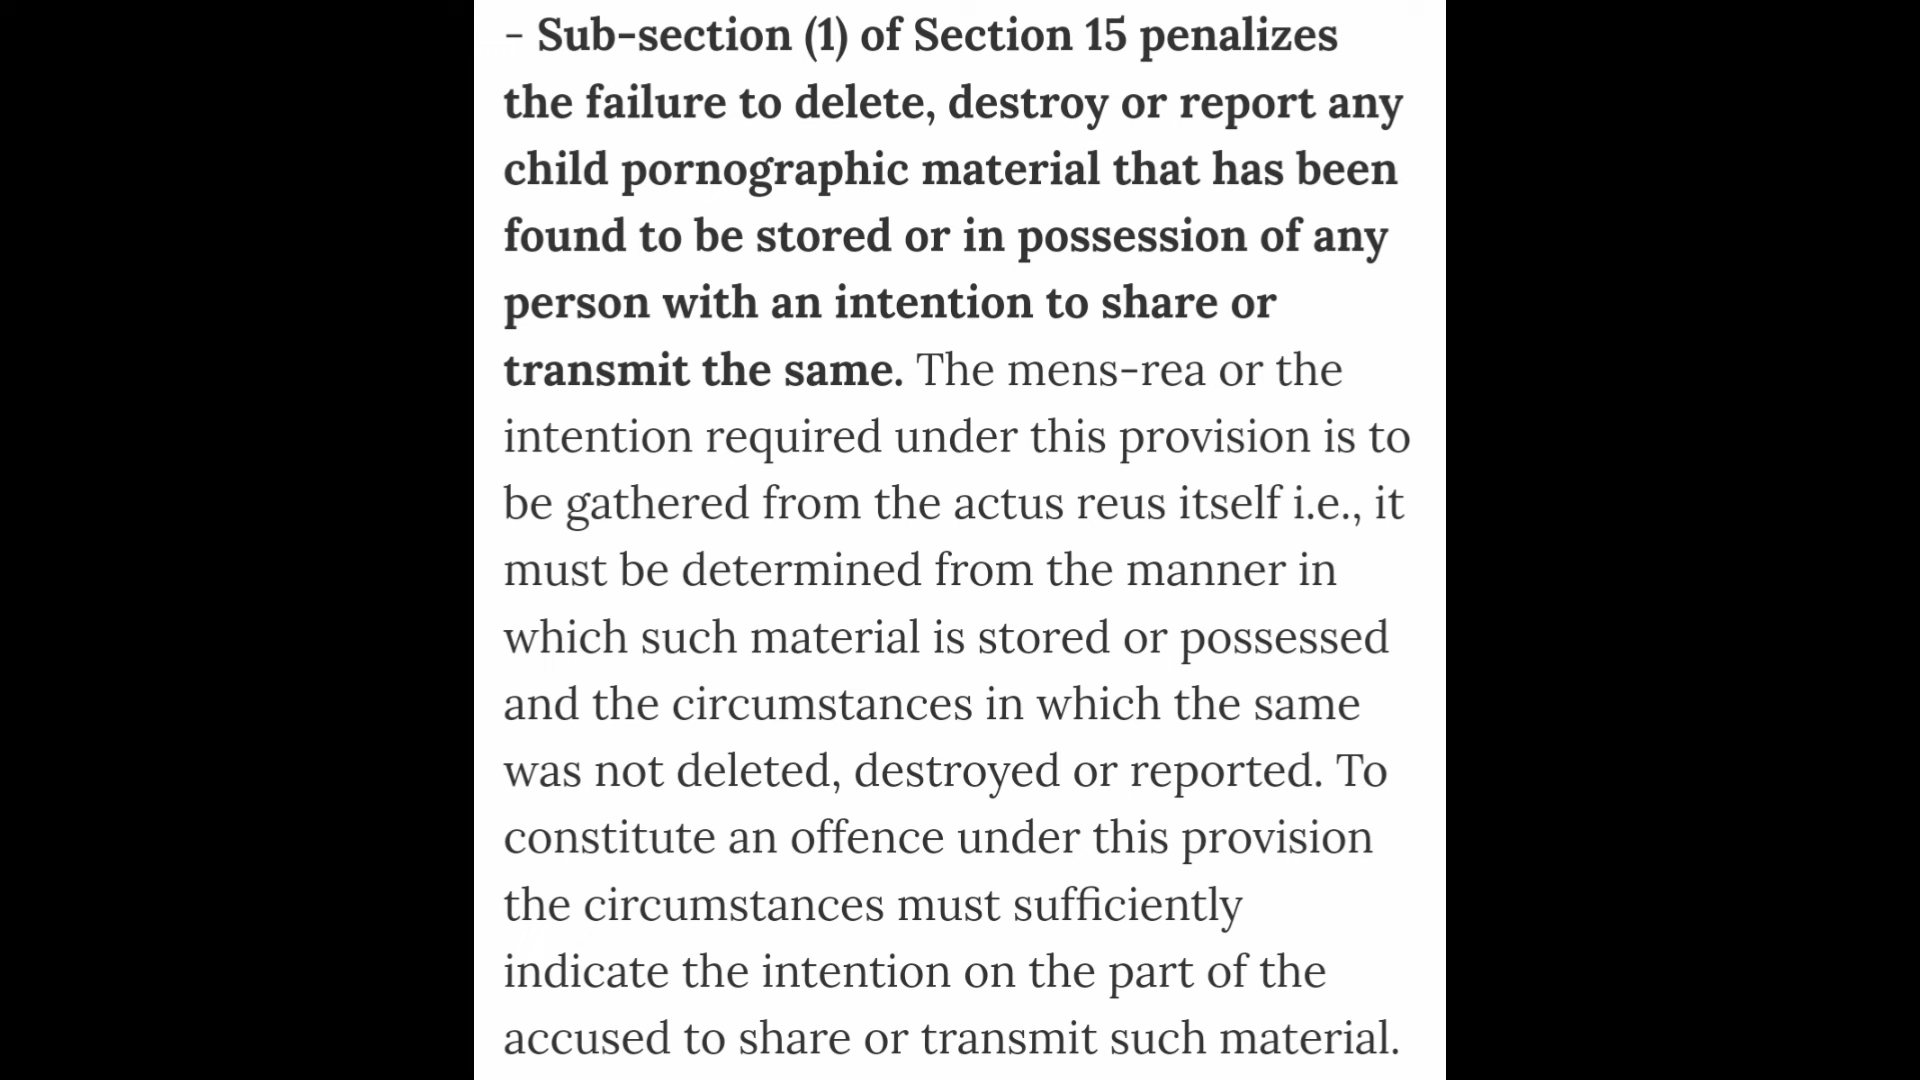 - Sub-section (1) of Section 15 penalizes
the failure to delete, destroy or report any
child pornographic material that has been
found to be stored or in possession of any
person with an intention to share or
transmit the same. The mens-rea or the
intention required under this provision is to
be gathered from the actus reus itself i.e., it
must be determined from the manner in
which such material is stored or possessed
and the circumstances in which the same
was not deleted, destroyed or reported. To
constitute an offence under this provision
the circumstances must sufficiently
indicate the intention on the part of the
accused to share or transmit such material.